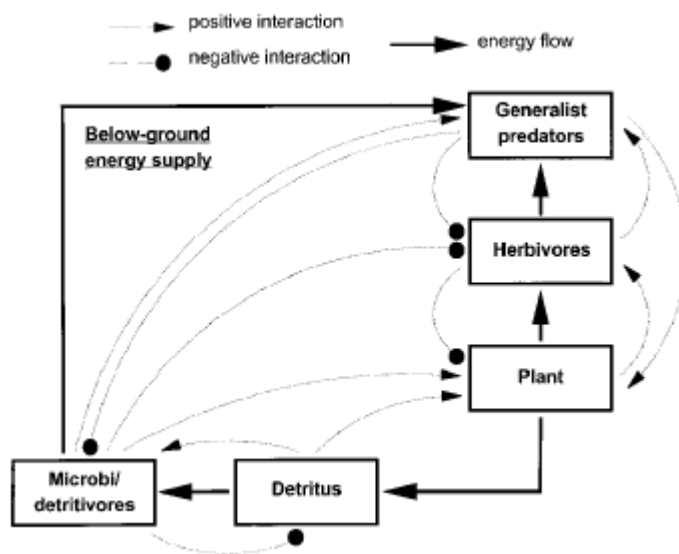 positive interaction
negative interaction
energy flow
Below-ground
energy supply
Generalist
predators
Herbivores
Plant
Microbi/
detritivores
Detritus